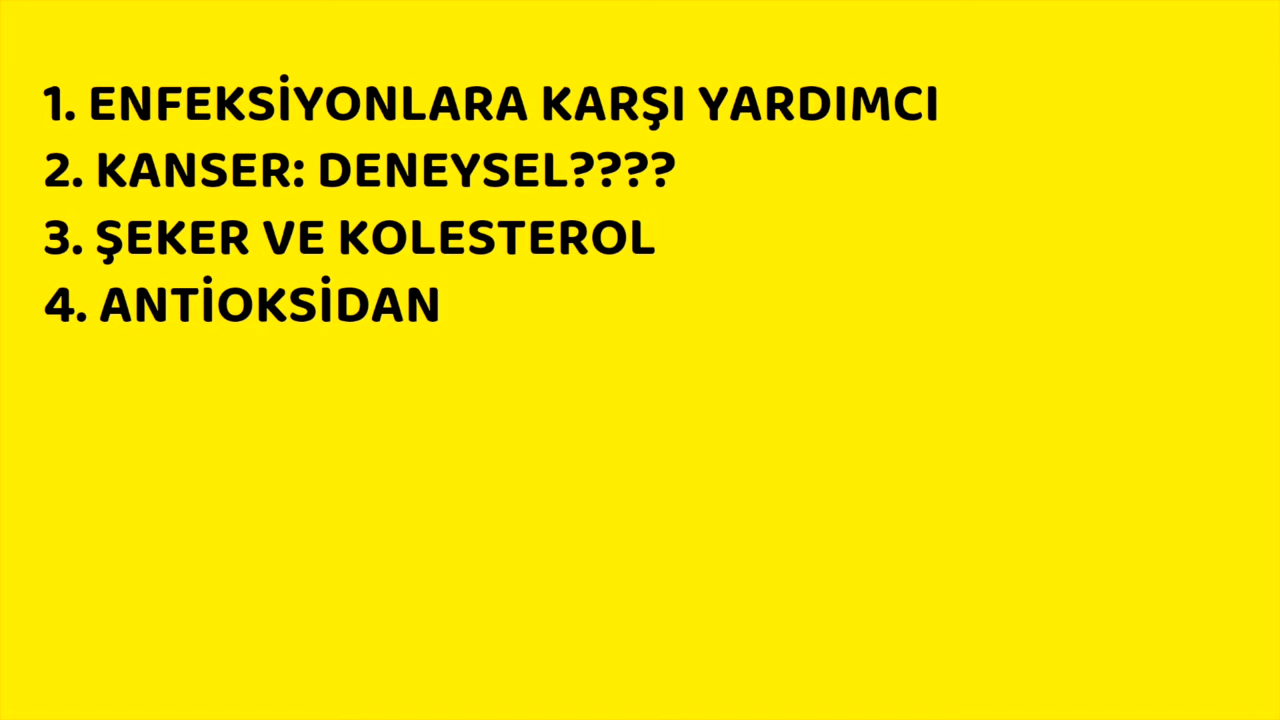 1. ENFEKSİYONLARA KARŞI YARDIMCI
2. KANSER: DENEYSEL????
3. ŞEKER VE KOLESTEROL
4. ANTİOKSİDAN